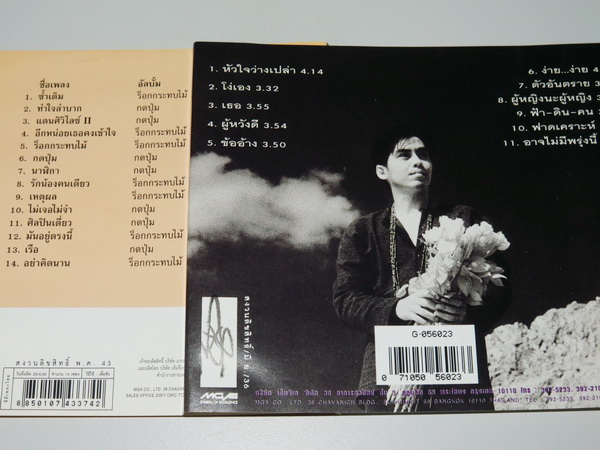 ชื่อเพลง อัลบั้ม
1. ซ้ำเติม ร็อกกระทบไม้
2. ทำใจลำบาก กดปุ่ม
3. แดนศิวิไลซ์ II กดปุ่ม
4. อีกหน่อยเธอคงเข้าใจ ร็อกกระทบไม้
5. ร็อกกระทบไม้ ร็อกกระทบไม้
6. กดปุ่ม กดปุ่ม
7. นาฬิกา กดปุ่ม
8. รักน้องคนเดียว ร็อกกระทบไม้
9. เหตุผล ร็อกกระทบไม้
10. ไม่เจอไม่จำ กดปุ่ม
11. ศิลปินเดี่ยว กดปุ่ม
12. มันอยู่ตรงนี้ ร็อกกระทบไม้
13. เรือ กดปุ่ม
14. อย่าคิดนาน ร็อกกระทบไม้
สงวนลิขสิทธิ์ พ.ศ. 43
8 850107 433742
1. หัวใจว่างเปล่า 4.14
2. โง่เอง 3.32
3. เธอ 3.55
4. ผู้หวังดี 3.54
5. ข้ออ้าง 3.50
6. ง่าย...ง่าย 4
7. ตัวอันตราย 3
8. ผู้หญิงนะผู้หญิง 3
9. ฟ้า-ดิน-คน
10. ฟาดเคราะห์
11. อาจไม่มีพรุ่งนี้
G-056023
0 71050 56023
MGA
MGA CO., LTD. 36 CHAVANICH BLDG. BANGKOK 10110 THAILAND